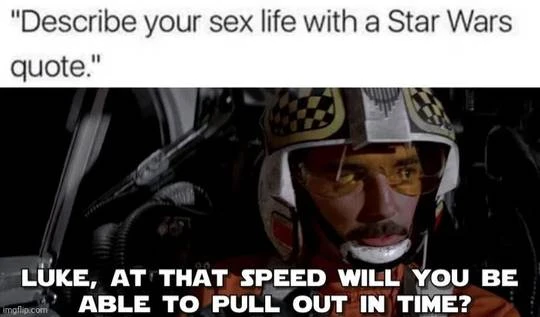 "Describe your sex life with a Star Wars
quote."
LUKE, AT THAT SPEED WILL YOU BE
ABLE TO PULL OUT IN TIME?
imgflip.com